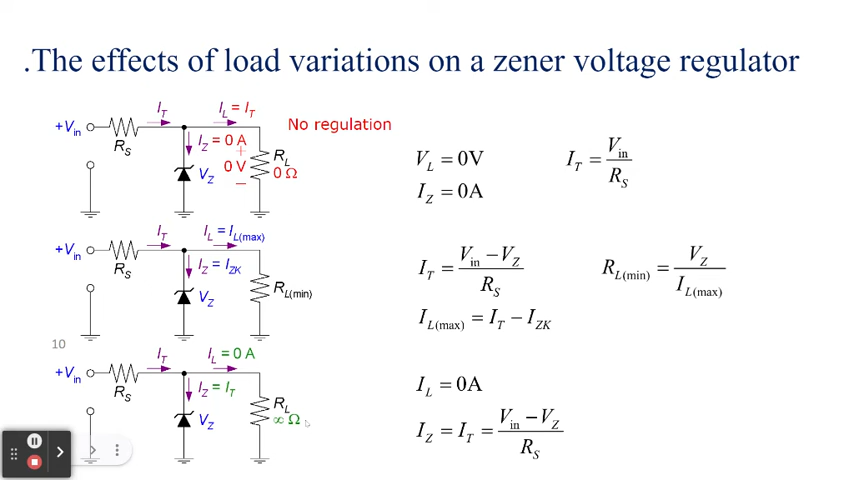 .The effects of load variations on a zener voltage regulator
I_T I_L = I_T
+V_in
R_S
I_Z = 0 A
+
0 V
−
V_Z
R_L
0 Ω
No regulation
V_L = 0V
I_Z = 0A
I_T = V_in / R_S
I_T I_L = I_L(max)
+V_in
R_S
I_Z = I_ZK
V_Z
R_L(min)
I_T = (V_in − V_Z) / R_S
I_L(max) = I_T − I_ZK
R_L(min) = V_Z / I_L(max)
10
I_T I_L = 0 A
+V_in
R_S
I_Z = I_T
V_Z
R_L
∞ Ω
I_L = 0A
I_Z = I_T = (V_in − V_Z) / R_S